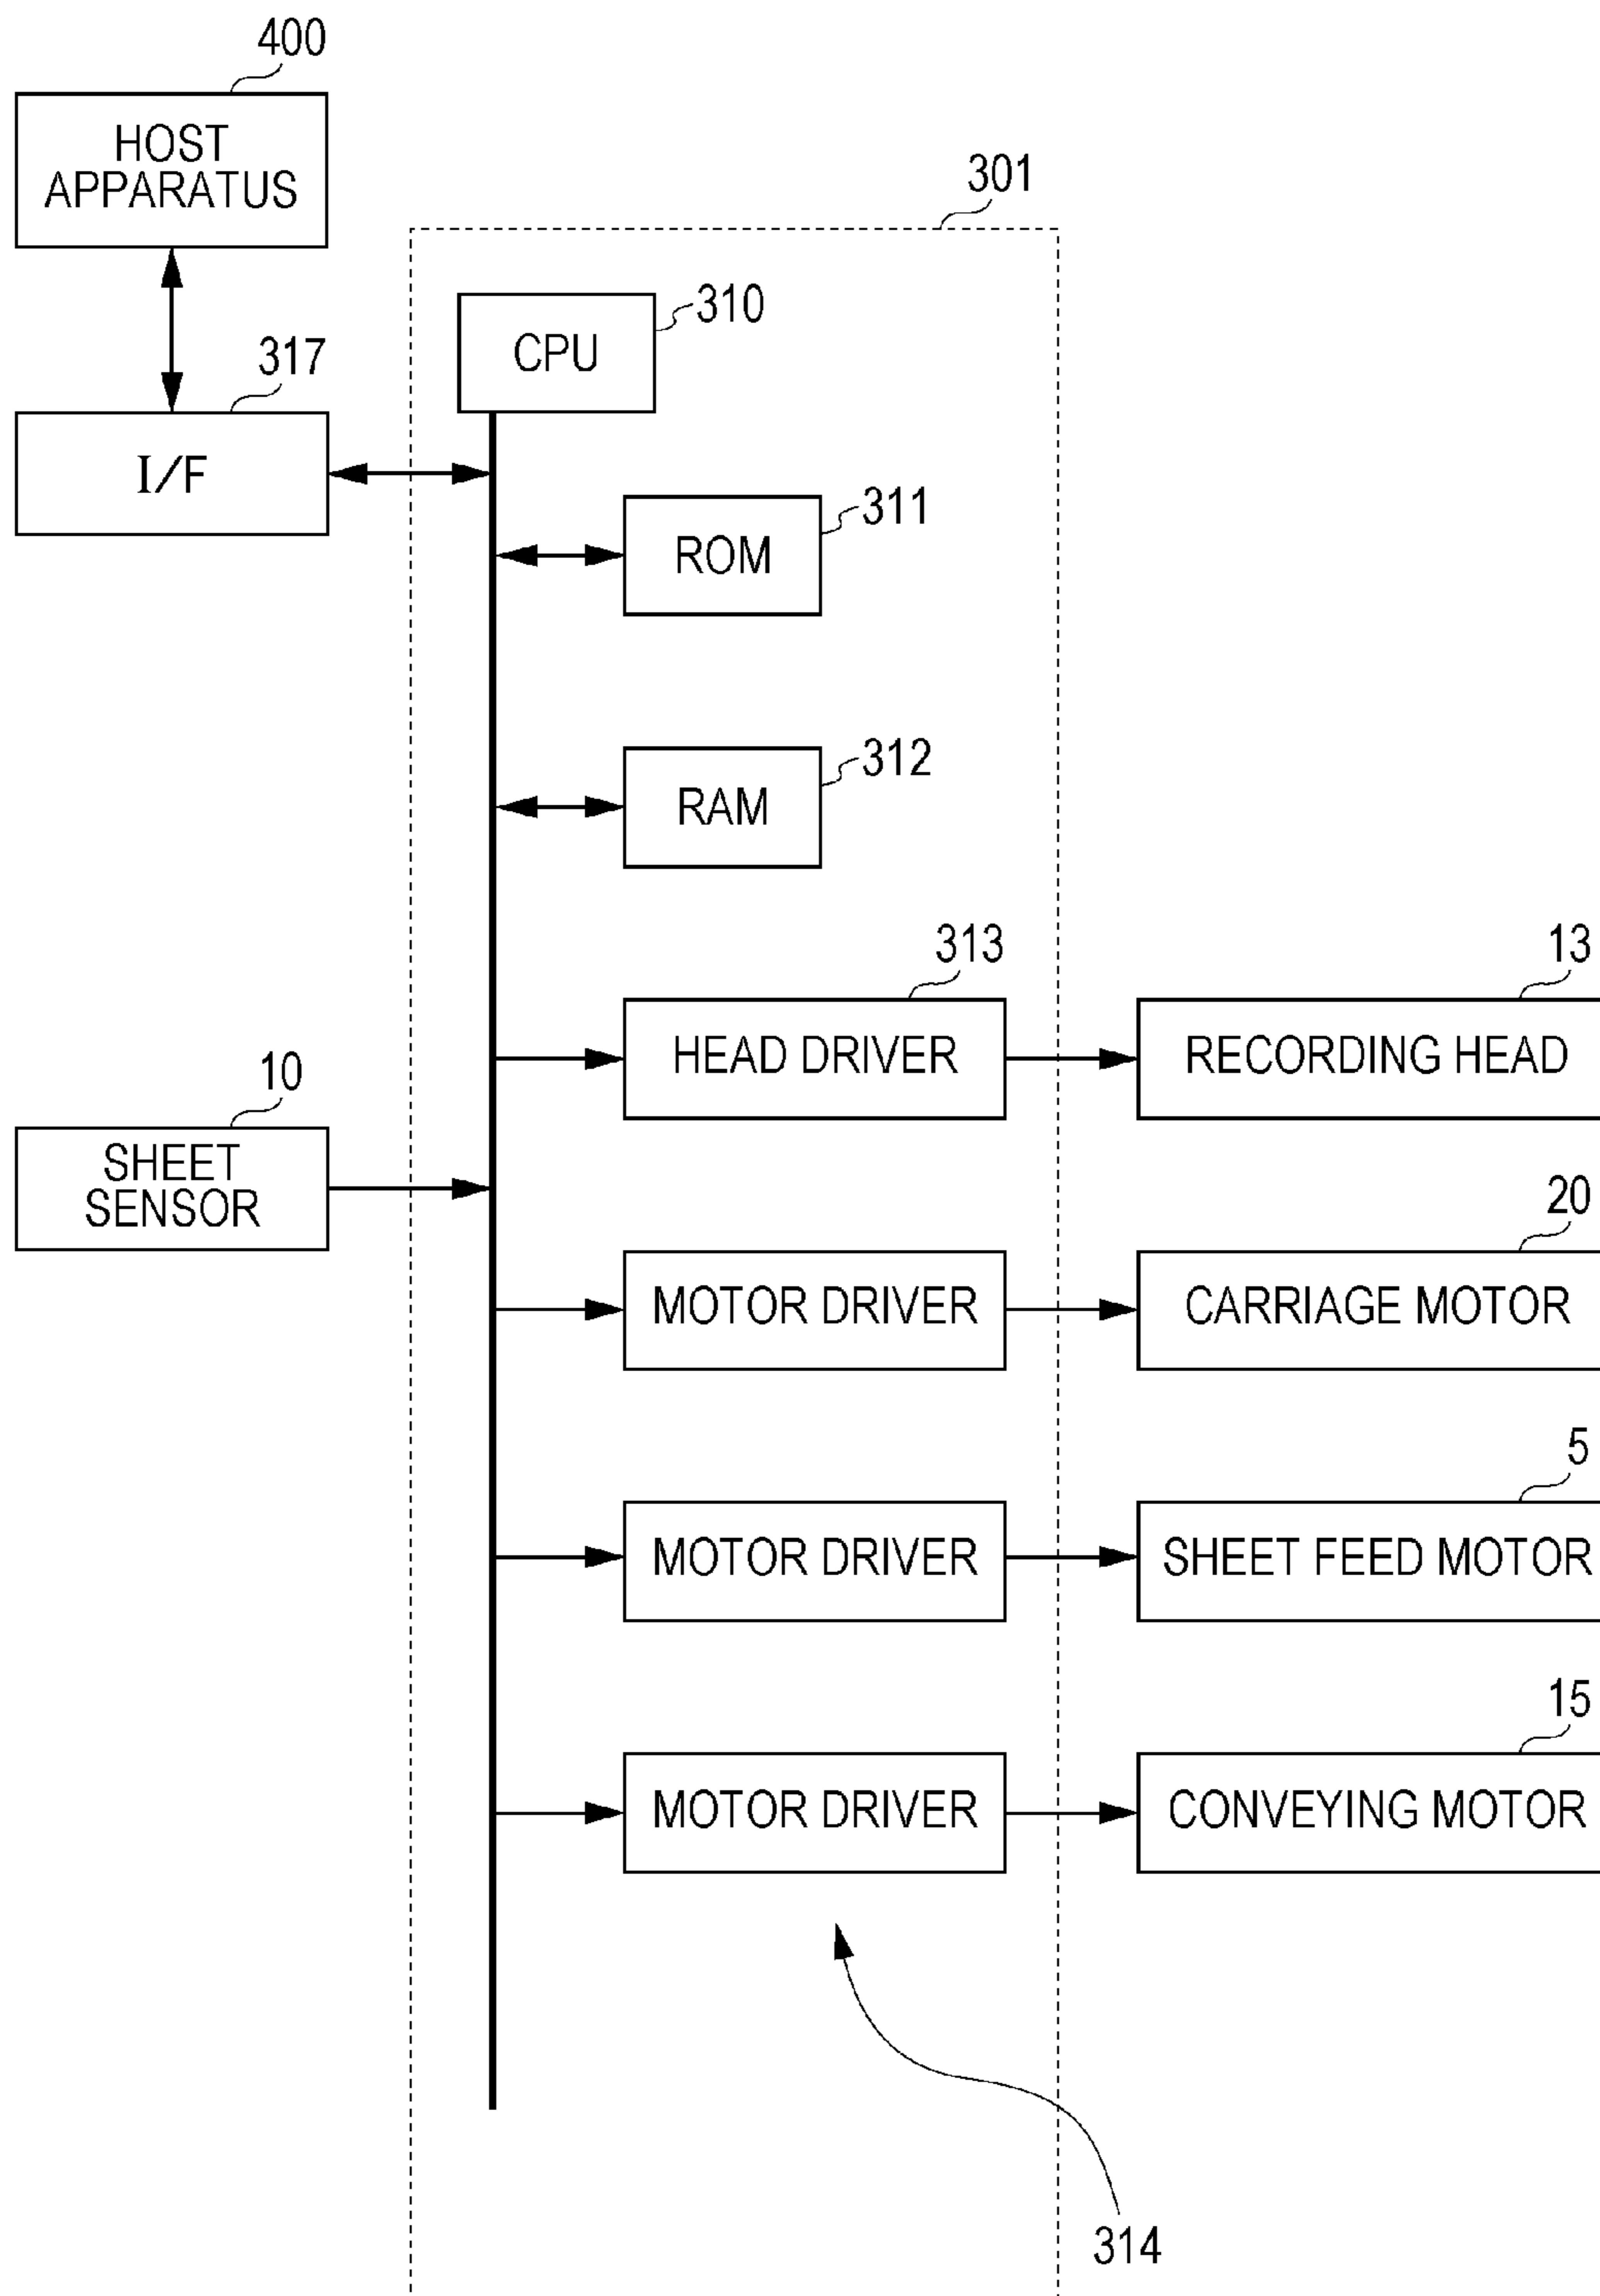 400
HOST
APPARATUS
301
310
CPU
317
I/F
311
ROM
312
RAM
313
HEAD DRIVER
13
RECORDING HEAD
10
SHEET
SENSOR
20
MOTOR DRIVER
CARRIAGE MOTOR
5
MOTOR DRIVER
SHEET FEED MOTOR
15
MOTOR DRIVER
CONVEYING MOTOR
314